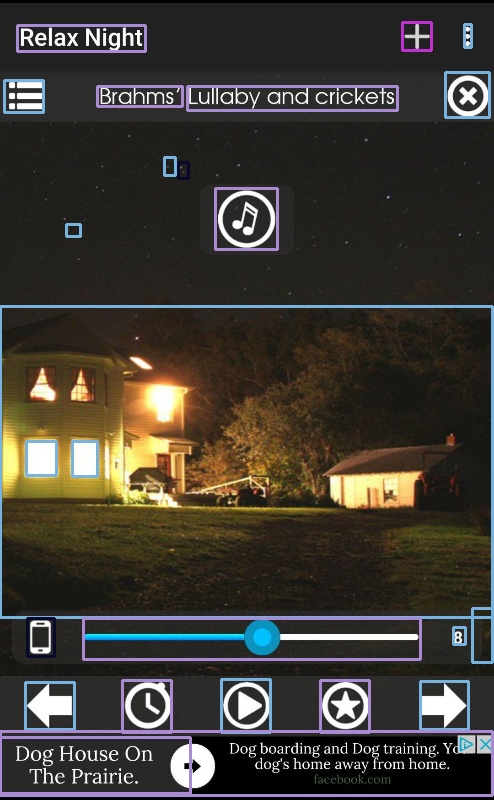 Relax Night
Brahms' Lullaby and crickets
8
Dog House On
The Prairie.
Dog boarding and Dog training.
dog's home away from home.
facebook.com